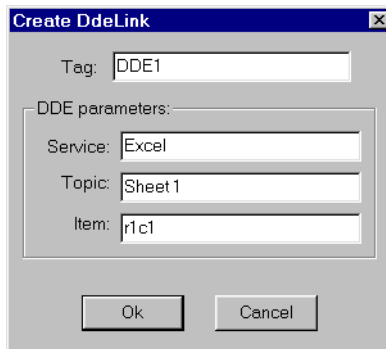 Create DdeLink
Tag: DDE1
DDE parameters:
Service: Excel
Topic: Sheet1
Item: r1c1
Ok Cancel